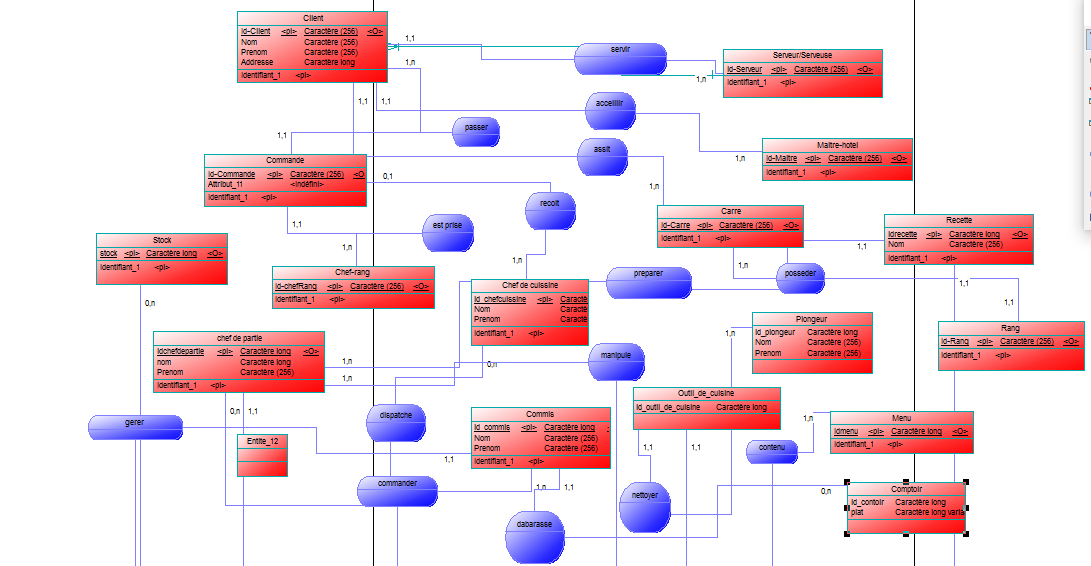 Client
Id-Client <pi> Caractère (256) <O>
Nom Caractère (256)
Prenom Caractère (256)
Addresse Caractère long
Identifiant_1 <pi>
1,1
1,n
servir
Serveur/Serveuse
Id-Serveur <pi> Caractère (256) <O>
Identifiant_1 <pi>
1,n
1,1
1,1
accelilir
passer
1,1
assit
1,n
Maitre-hotel
Id-Maitre <pi> Caractère (256) <O>
Identifiant_1 <pi>
Commande
Id-Commande <pi> Caractère (256) <O
Attribut_11 <Indéfini>
Identifiant_1 <pi>
0,1
1,n
recoit
Carre
Id-Carre <pi> Caractère (256) <O>
Identifiant_1 <pi>
Recette
Idrecette <pi> Caractère long <O>
Nom Caractère (256)
Identifiant_1 <pi>
1,1
est prise
1,n
Stock
stock <pi> Caractère long <O>
Identifiant_1 <pi>
1,1
1,n
1,n
Chef-rang
Id-chefRang <pi> Caractère (256) <O>
Identifiant_1 <pi>
Chef de cuissine
Id_chefcuissine <pi> Caractè
Nom Caractè
Prenom Caractè
Identifiant_1 <pi>
preparer
posseder
1,1
1,1
0,n
Plongeur
Id_plongeur Caractère long
Nom Caractère (256)
Prenom Caractère (256)
1,n
Rang
Id-Rang <pi> Caractère (256) <O>
Identifiant_1 <pi>
chef de partie
Idchefdepartie <pi> Caractère long <O>
nom Caractère long
Prenom Caractère (256)
Identifiant_1 <pi>
1,n
1,n
0,n
manipule
Outil_de_cuisine
Id_outil_de_cuisine Caractère long
0,n
1,1
gerer
dispatche
Commis
Id_commis <pi> Caractère long
Nom Caractère (256)
Prenom Caractère (256)
Identifiant_1 <pi>
1,n
Menu
Idmenu <pi> Caractère long <O>
Identifiant_1 <pi>
Entite_12
1,1
1,1
1,1
contenu
commander
1,n
1,1
nettoyer
0,n
Comptoir
Id_contoir Caractère long
plat Caractère long varia
dabarasse